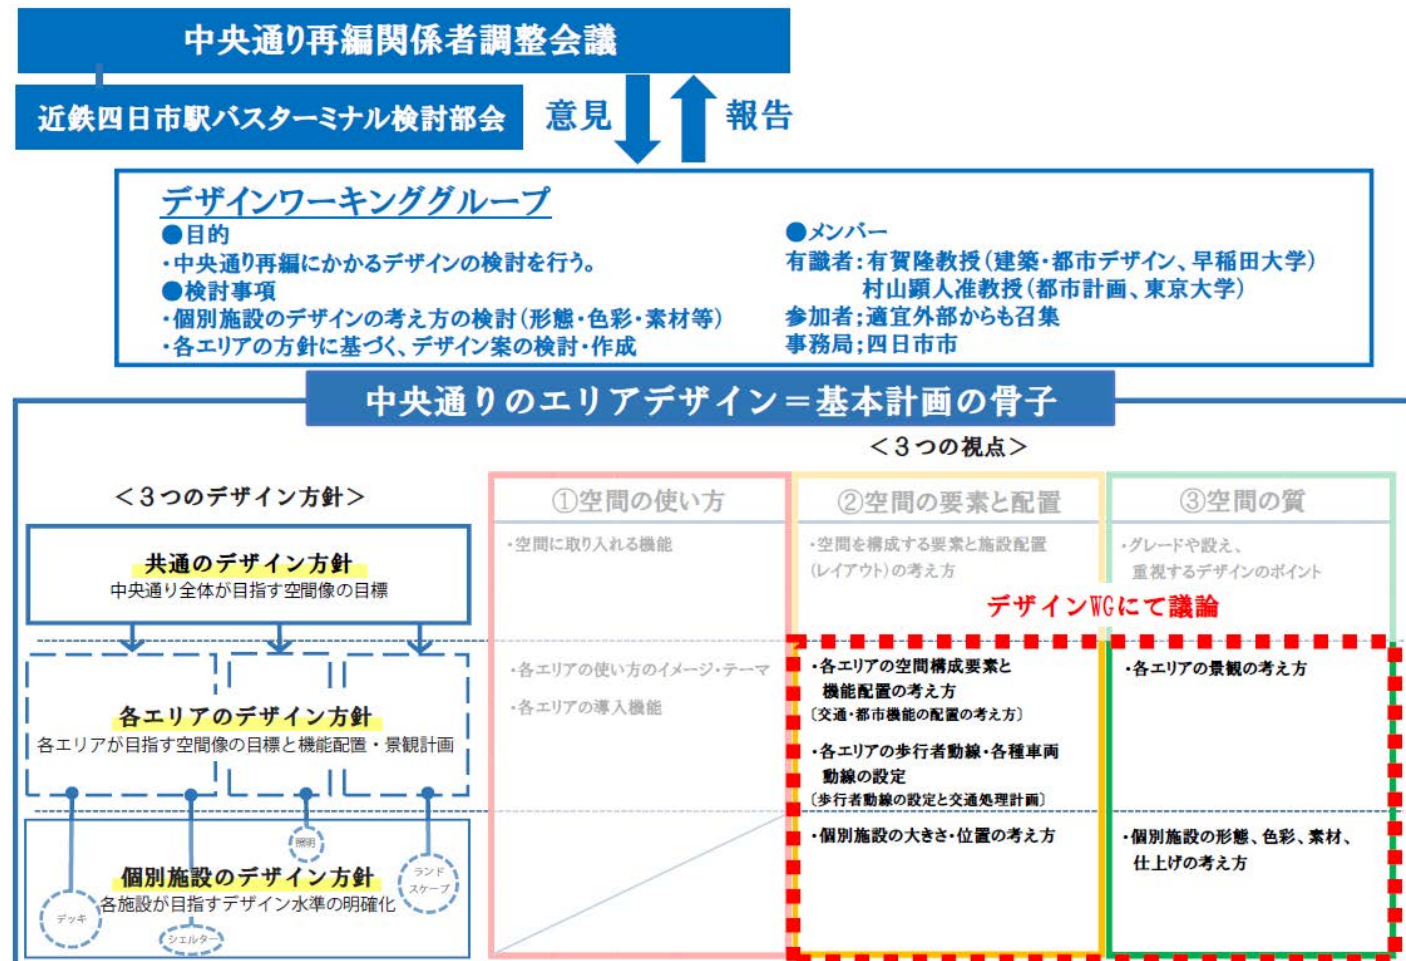 中央通り再編関係者調整会議
近鉄四日市駅バスターミナル検討部会
意見
報告
デザインワーキンググループ
●目的
・中央通り再編にかかるデザインの検討を行う。
●検討事項
・個別施設のデザインの考え方の検討(形態・色彩・素材等)
・各エリアの方針に基づく、デザイン案の検討・作成
●メンバー
有識者:有賀隆教授(建築・都市デザイン、早稲田大学)
村山顕人准教授(都市計画、東京大学)
参加者;適宜外部からも召集
事務局;四日市市
中央通りのエリアデザイン=基本計画の骨子
<3つの視点>
<3つのデザイン方針>
①空間の使い方
②空間の要素と配置
③空間の質
・空間に取り入れる機能
・空間を構成する要素と施設配置
(レイアウト)の考え方
・グレードや設え、
重視するデザインのポイント
共通のデザイン方針
中央通り全体が目指す空間像の目標
デザインWGにて議論
各エリアのデザイン方針
各エリアが目指す空間像の目標と機能配置・景観計画
・各エリアの使い方のイメージ・テーマ
・各エリアの導入機能
・各エリアの空間構成要素と
機能配置の考え方
〔交通・都市機能の配置の考え方〕
・各エリアの歩行者動線・各種車両
動線の設定
〔歩行者動線の設定と交通処理計画〕
・各エリアの景観の考え方
個別施設のデザイン方針
各施設が目指すデザイン水準の明確化
デッキ
シェルター
照明
ランド
スケープ
・個別施設の大きさ・位置の考え方
・個別施設の形態、色彩、素材、
仕上げの考え方